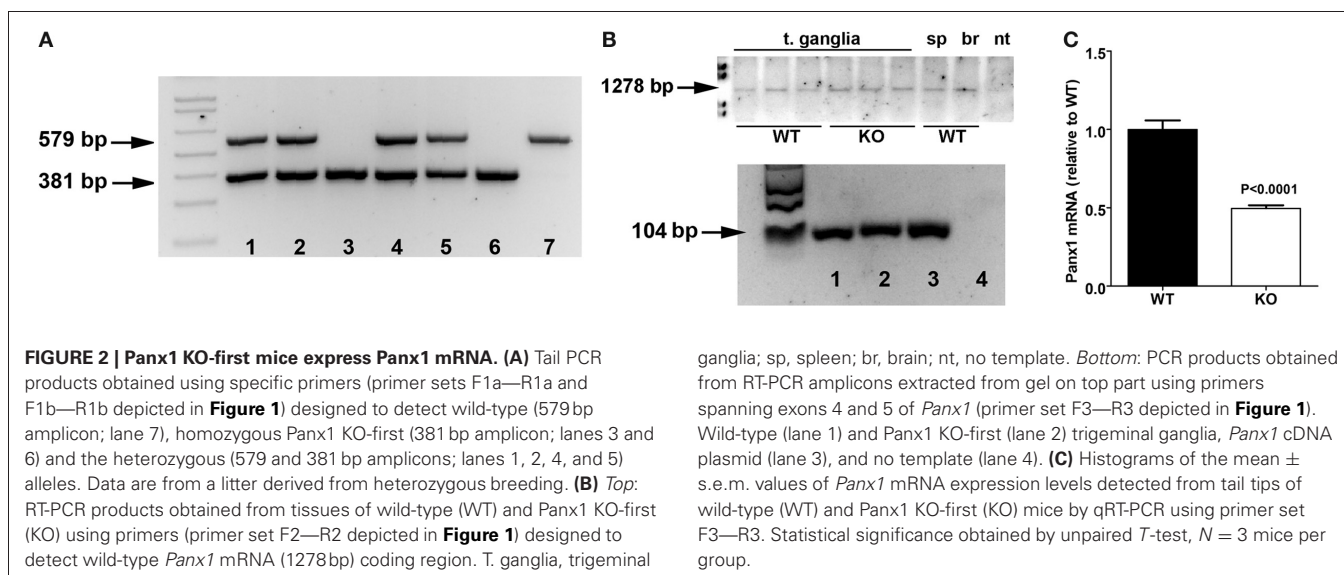 A
579 bp
381 bp
1 2 3 4 5 6 7
B
t. ganglia sp br nt
1278 bp
WT KO WT
104 bp
1 2 3 4
C
Panx1 mRNA (relative to WT)
1.5
1.0
0.5
0.0
P<0.0001
WT KO
FIGURE 2 | Panx1 KO-first mice express Panx1 mRNA. (A) Tail PCR
products obtained using specific primers (primer sets F1a—R1a and
F1b—R1b depicted in Figure 1) designed to detect wild-type (579 bp
amplicon; lane 7), homozygous Panx1 KO-first (381 bp amplicon; lanes 3 and
6) and the heterozygous (579 and 381 bp amplicons; lanes 1, 2, 4, and 5)
alleles. Data are from a litter derived from heterozygous breeding. (B) Top:
RT-PCR products obtained from tissues of wild-type (WT) and Panx1 KO-first
(KO) using primers (primer set F2—R2 depicted in Figure 1) designed to
detect wild-type Panx1 mRNA (1278 bp) coding region. T. ganglia, trigeminal
ganglia; sp, spleen; br, brain; nt, no template. Bottom: PCR products obtained
from RT-PCR amplicons extracted from gel on top part using primers
spanning exons 4 and 5 of Panx1 (primer set F3—R3 depicted in Figure 1).
Wild-type (lane 1) and Panx1 KO-first (lane 2) trigeminal ganglia, Panx1 cDNA
plasmid (lane 3), and no template (lane 4). (C) Histograms of the mean ±
s.e.m. values of Panx1 mRNA expression levels detected from tail tips of
wild-type (WT) and Panx1 KO-first (KO) mice by qRT-PCR using primer set
F3—R3. Statistical significance obtained by unpaired T-test, N = 3 mice per
group.